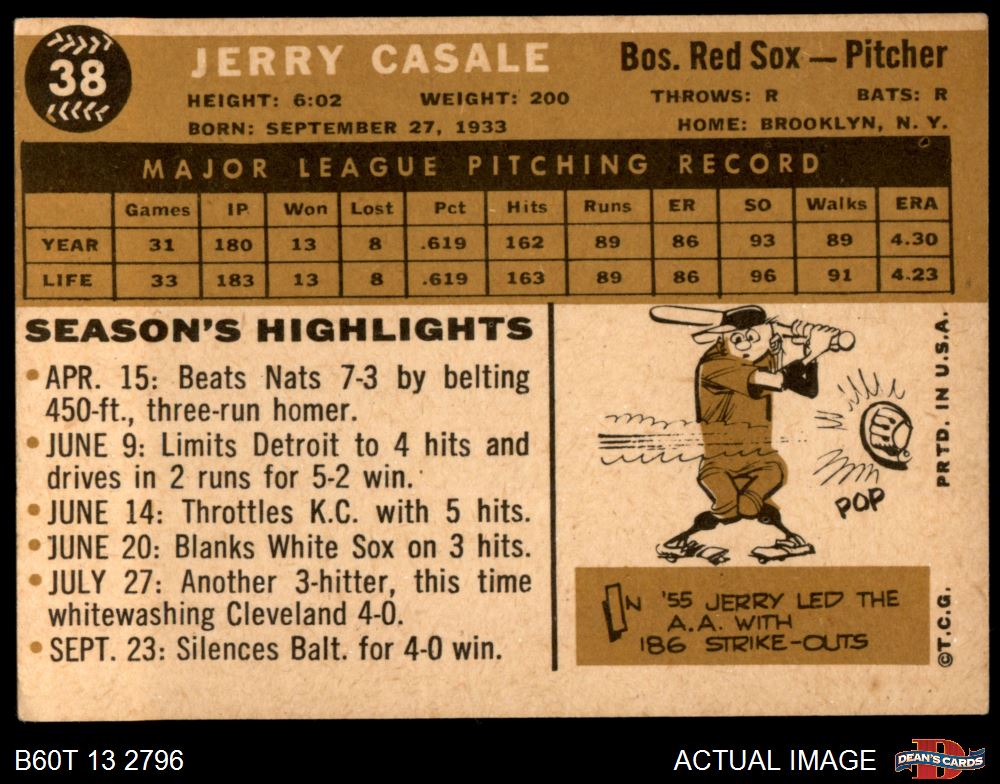 38
JERRY CASALE
Bos. Red Sox — Pitcher
HEIGHT: 6:02 WEIGHT: 200 THROWS: R BATS: R
BORN: SEPTEMBER 27, 1933 HOME: BROOKLYN, N. Y.
MAJOR LEAGUE PITCHING RECORD
Games IP Won Lost Pct Hits Runs ER SO Walks ERA
YEAR 31 180 13 8 .619 162 89 86 93 89 4.30
LIFE 33 183 13 8 .619 163 89 86 96 91 4.23
SEASON'S HIGHLIGHTS
• APR. 15: Beats Nats 7-3 by belting
450-ft., three-run homer.
• JUNE 9: Limits Detroit to 4 hits and
drives in 2 runs for 5-2 win.
• JUNE 14: Throttles K.C. with 5 hits.
• JUNE 20: Blanks White Sox on 3 hits.
• JULY 27: Another 3-hitter, this time
whitewashing Cleveland 4-0.
• SEPT. 23: Silences Balt. for 4-0 win.
POP
IN '55 JERRY LED THE
A.A. WITH
186 STRIKE-OUTS
PRTD. IN U.S.A.
©T.C.G.
B60T 13 2796
ACTUAL IMAGE
D
DEAN'S CARDS